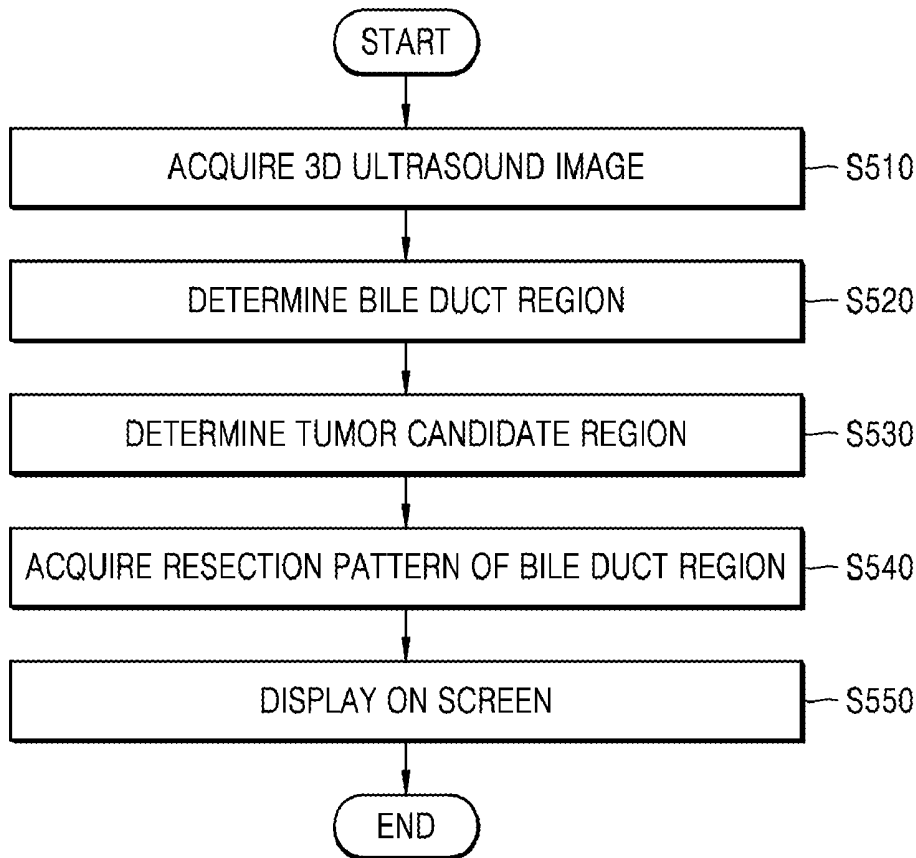 START
ACQUIRE 3D ULTRASOUND IMAGE
S510
DETERMINE BILE DUCT REGION
S520
DETERMINE TUMOR CANDIDATE REGION
S530
ACQUIRE RESECTION PATTERN OF BILE DUCT REGION
S540
DISPLAY ON SCREEN
S550
END